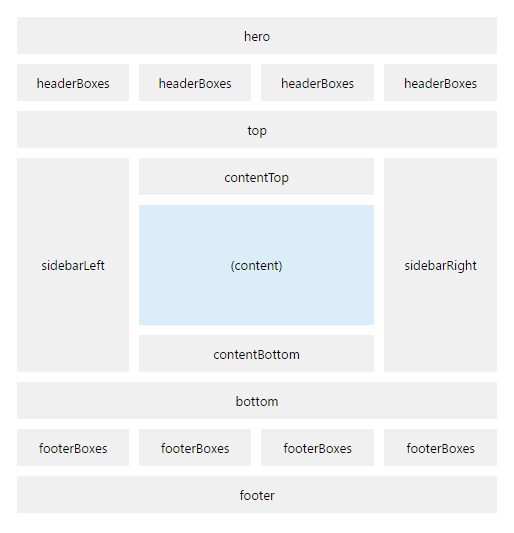 hero
headerBoxes headerBoxes headerBoxes headerBoxes
top
contentTop
sidebarLeft (content) sidebarRight
contentBottom
bottom
footerBoxes footerBoxes footerBoxes footerBoxes
footer